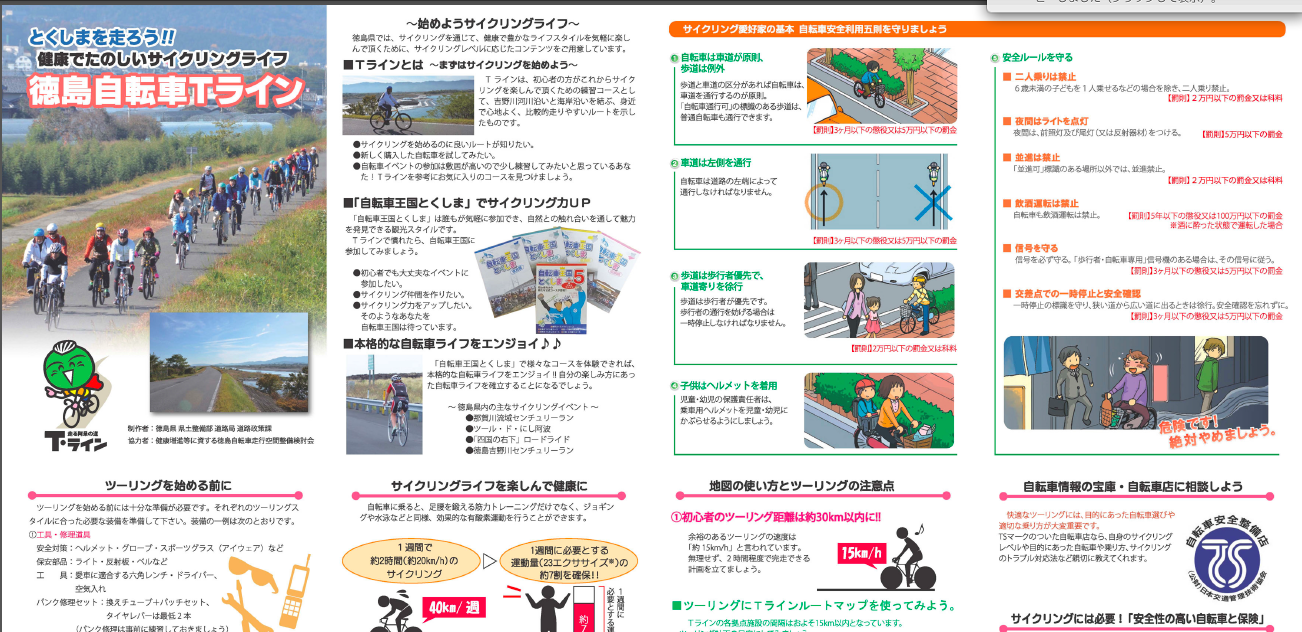 とくしまを走ろう!!
健康でたのしいサイクリングライフ
徳島自転車Tライン
走る阿呆の道
T・ライン
制作者：徳島県 県土整備部 道路局 道路政策課
協力者：健康増進等に資する徳島自転車走行空間整備検討会
～始めようサイクリングライフ～
徳島県では、サイクリングを通じて、健康で豊かなライフスタイルを気軽に楽し
んで頂くために、サイクリングレベルに応じたコンテンツをご用意しています。
■Tラインとは ～まずはサイクリングを始めよう～
Tラインは、初心者の方がこれからサイク
リングを楽しんで頂くための練習コースとし
て、吉野川河川沿いと海岸沿いを結ぶ、身近
で心地よく、比較的走りやすいルートを示し
たものです。
●サイクリングを始めるのに良いルートが知りたい。
●新しく購入した自転車を試してみたい。
●自転車イベントの参加は敷居が高いので少し練習してみたいと思っているあな
た！Tラインを参考にお気に入りのコースを見つけましょう。
■「自転車王国とくしま」でサイクリング力UP
「自転車王国とくしま」は誰もが気軽に参加でき、自然との触れ合いを通して魅力
を発見できる観光スタイルです。
Tラインで慣れたら、自転車王国に
参加してみましょう。
●初心者でも大丈夫なイベントに
参加したい。
●サイクリング仲間を作りたい。
●サイクリング力をアップしたい。
そのようなあなたを
自転車王国は待っています。
自転車王国
とくしま
5
■本格的な自転車ライフをエンジョイ♪♪
「自転車王国とくしま」で様々なコースを体験できれば、
本格的な自転車ライフをエンジョイ!!自分の楽しみ方にあっ
た自転車ライフを確立することになるでしょう。
～徳島県内の主なサイクリングイベント～
●那賀川流域センチュリーラン
●ツール・ド・にし阿波
●「四国の右下」ロードライド
●徳島吉野川センチュリーラン
サイクリング愛好家の基本 自転車安全利用五則を守りましょう
① 自転車は車道が原則、
歩道は例外
歩道と車道の区分があれば自転車は、
車道を通行するのが原則。
「自転車通行可」の標識のある歩道は、
普通自転車も通行できます。
【罰則】3ヶ月以下の懲役又は5万円以下の罰金
② 車道は左側を通行
自転車は道路の左端によって
通行しなければなりません。
【罰則】3ヶ月以下の懲役又は5万円以下の罰金
③ 歩道は歩行者優先で、
車道寄りを徐行
歩道は歩行者が優先です。
歩行者の通行を妨げる場合は
一時停止しなければなりません。
【罰則】2万円以下の罰金又は科料
④ 子供はヘルメットを着用
児童・幼児の保護責任者は、
乗車用ヘルメットを児童・幼児に
かぶらせるようにしましょう。
⑤ 安全ルールを守る
■ 二人乗りは禁止
6歳未満の子どもを1人乗せるなどの場合を除き、二人乗り禁止。
【罰則】2万円以下の罰金又は科料
■ 夜間はライトを点灯
夜間は、前照灯及び尾灯（又は反射器材）をつける。 【罰則】5万円以下の罰金
■ 並進は禁止
「並進可」標識のある場所以外では、並進禁止。
【罰則】2万円以下の罰金又は科料
■ 飲酒運転は禁止
自転車も飲酒運転は禁止。 【罰則】5年以下の懲役又は100万円以下の罰金
※酒に酔った状態で運転した場合
■ 信号を守る
信号を必ず守る。「歩行者・自転車専用」信号機のある場合は、その信号に従う。
【罰則】3ヶ月以下の懲役又は5万円以下の罰金
■ 交差点での一時停止と安全確認
一時停止の標識を守り、狭い道から広い道に出るときは徐行。安全確認を忘れずに。
【罰則】3ヶ月以下の懲役又は5万円以下の罰金
危険です!
絶対やめましょう。
ツーリングを始める前に
ツーリングを始める前には十分な準備が必要です。それぞれのツーリングス
タイルに合った必要な装備を準備して下さい。装備の一例は次のとおりです。
①工具・修理道具
安全対策：ヘルメット・グローブ・スポーツグラス（アイウェア）など
保安部品：ライト・反射板・ベルなど
工　具：愛車に適合する六角レンチ・ドライバー、
空気入れ
パンク修理セット：換えチューブ＋パッチセット、
タイヤレバーは最低2本
（パンク修理は事前に練習しておきましょう）
サイクリングライフを楽しんで健康に
自転車に乗ると、足腰を鍛える筋力トレーニングだけでなく、ジョギン
グや水泳などと同様、効果的な有酸素運動を行うことができます。
1週間で
約2時間(約20km/h)の
サイクリング
1週間に必要とする
運動量(23エクササイズ*)の
約7割を確保!!
40km/週
約7
1週間に
必要とする運
地図の使い方とツーリングの注意点
①初心者のツーリング距離は約30km以内に!!
余裕のあるツーリングの速度は
「約15km/h」と言われています。
無理せず、2時間程度で完走できる
計画を立てましょう。
15km/h
■ツーリングにTラインルートマップを使ってみよう。
Tラインの各拠点施設の間隔はおよそ15km以内となっています。
自転車情報の宝庫・自転車店に相談しよう
快適なツーリングには、目的にあった自転車選びや
適切な乗り方が大変重要です。
TSマークのついた自転車店なら、自身のサイクリング
レベルや目的にあった自転車や乗り方、サイクリング
のトラブル対処法など親切に教えてくれます。
自転車安全整備店
TS
(公財)日本交通管理技術協会
サイクリングには必要！「安全性の高い自転車と保険」